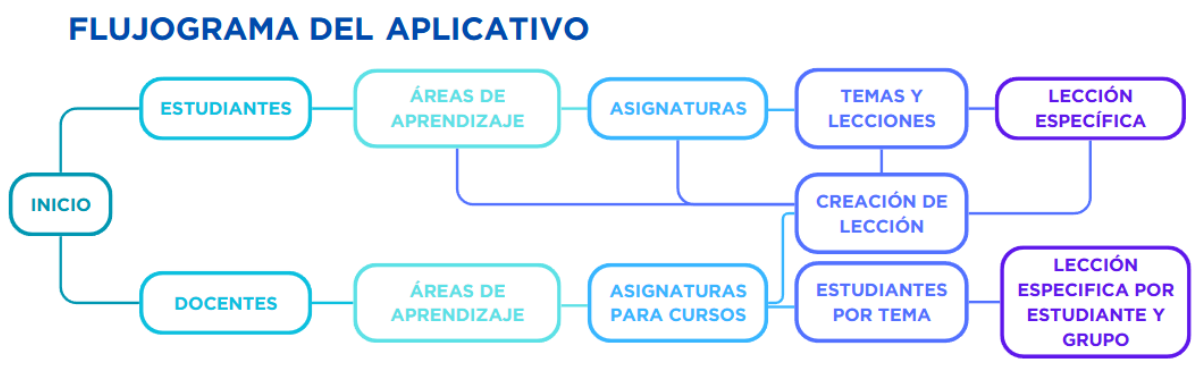 FLUJOGRAMA DEL APLICATIVO
ESTUDIANTES
ÁREAS DE
APRENDIZAJE
ASIGNATURAS
TEMAS Y
LECCIONES
LECCIÓN
ESPECÍFICA
INICIO
CREACIÓN DE
LECCIÓN
DOCENTES
ÁREAS DE
APRENDIZAJE
ASIGNATURAS
PARA CURSOS
ESTUDIANTES
POR TEMA
LECCIÓN
ESPECIFICA POR
ESTUDIANTE Y
GRUPO